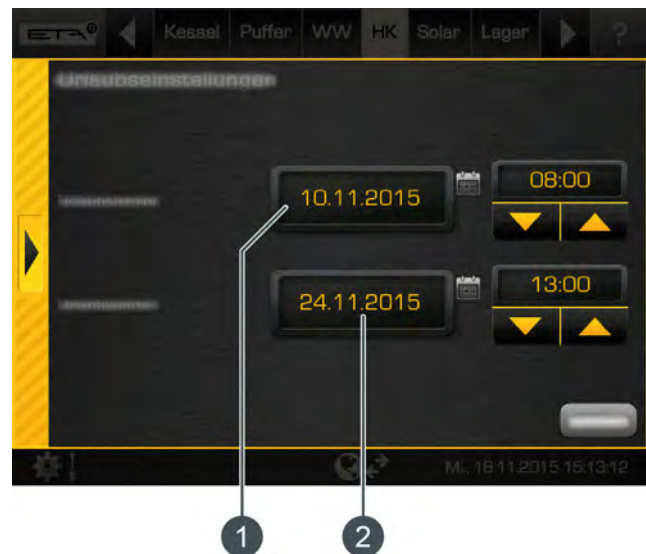 ETA
Kessel Puffer WW HK Solar Lager ?
Urlaubseinstellungen
10.11.2015 08:00
24.11.2015 13:00
Mi., 18.11.2015 15:13:12
1 2